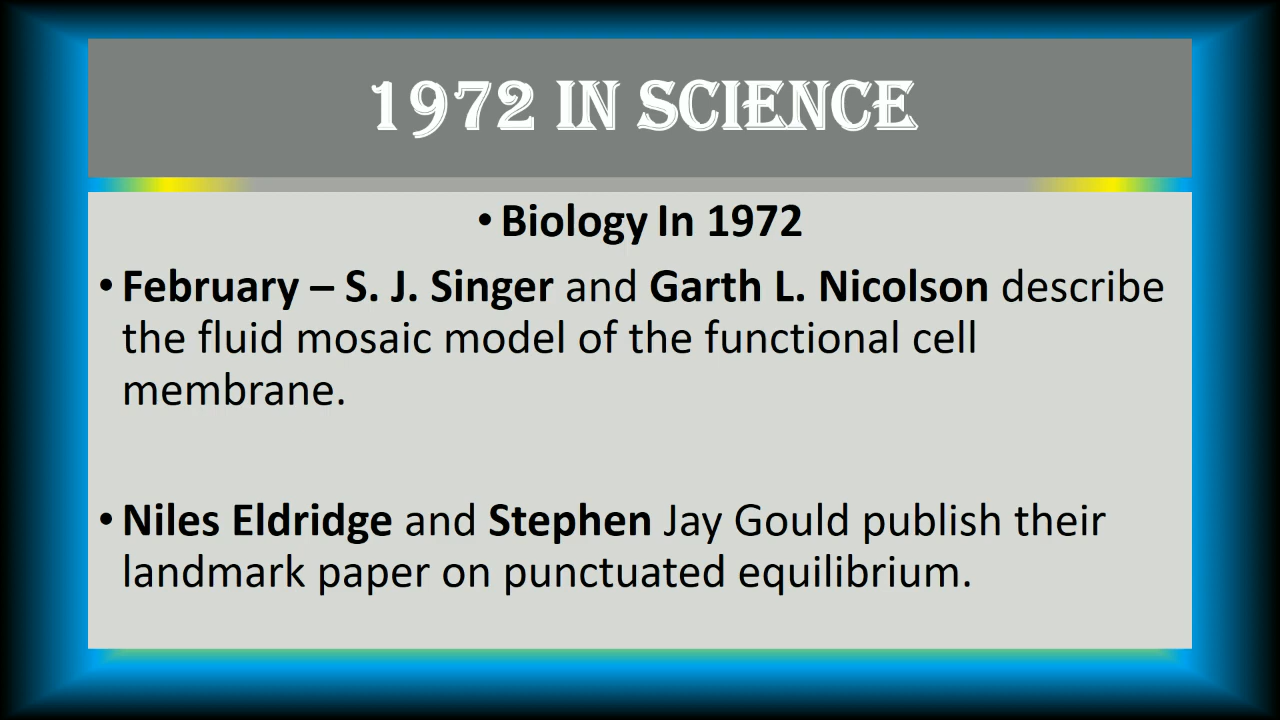 1972 IN SCIENCE
• Biology In 1972
• February – S. J. Singer and Garth L. Nicolson describe
the fluid mosaic model of the functional cell
membrane.
• Niles Eldridge and Stephen Jay Gould publish their
landmark paper on punctuated equilibrium.